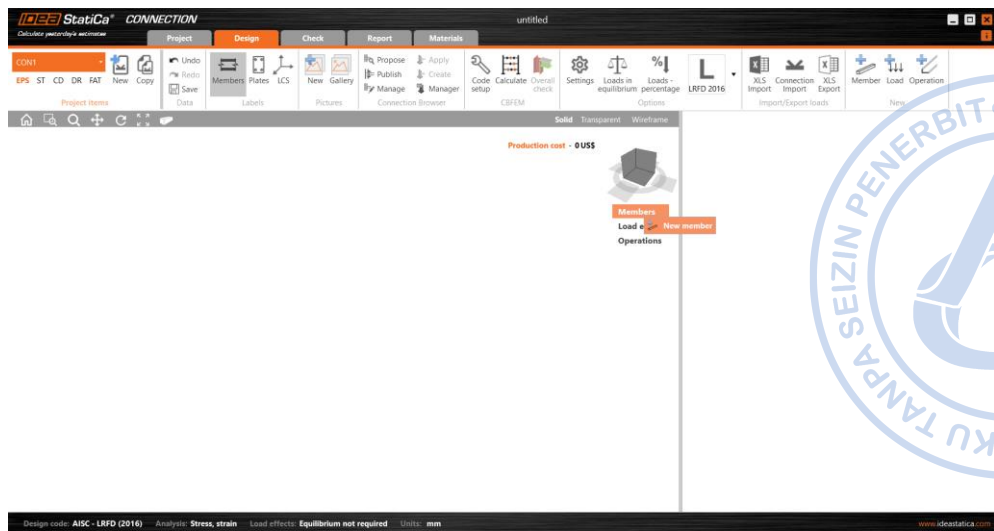 IDEA StatiCa® CONNECTION
untitled
Calculate yesterday's estimates
Project Design Check Report Materials
CON1
EPS ST CD DR FAT
New Copy
Project items
Undo
Redo
Save
Data
Members Plates LCS
Labels
New Gallery
Pictures
Propose Apply
Publish Create
Manage Manager
Connection Browser
Code setup Calculate Overall check
CBFEM
Settings Loads in equilibrium Loads - percentage
L
LRFD 2016
Options
XLS Import Connection Import XLS Export
Import/Export loads
Member Load Operation
New
Solid Transparent Wireframe
Production cost - 0 US$
Members
Load e
New member
Operations
Design code: AISC - LRFD (2016) Analysis: Stress, strain Load effects: Equilibrium not required Units: mm
www.ideastatica.com
KU TANPA SEIZIN PENERBIT